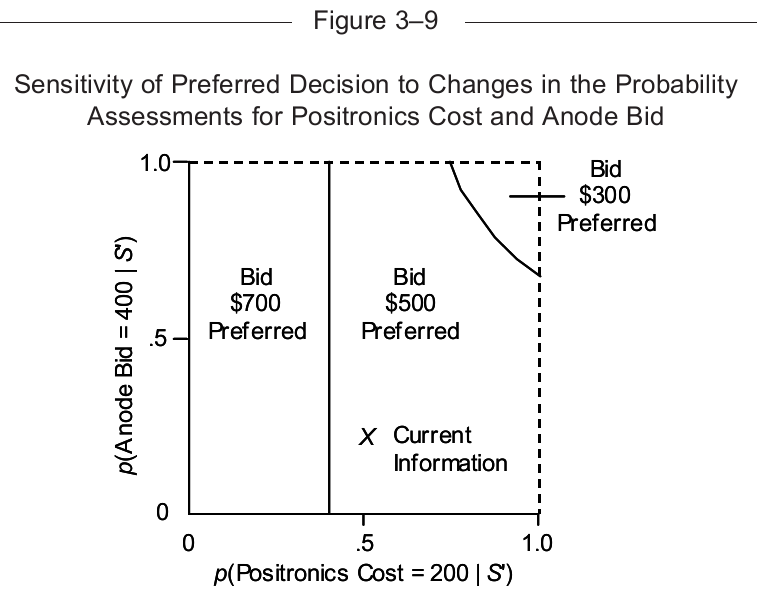 Figure 3–9
Sensitivity of Preferred Decision to Changes in the Probability
Assessments for Positronics Cost and Anode Bid
1.0
Bid
$300
Preferred
p(Anode Bid = 400 | S')
Bid
$700
Preferred
Bid
$500
Preferred
.5
X Current
Information
0
0 .5 1.0
p(Positronics Cost = 200 | S')